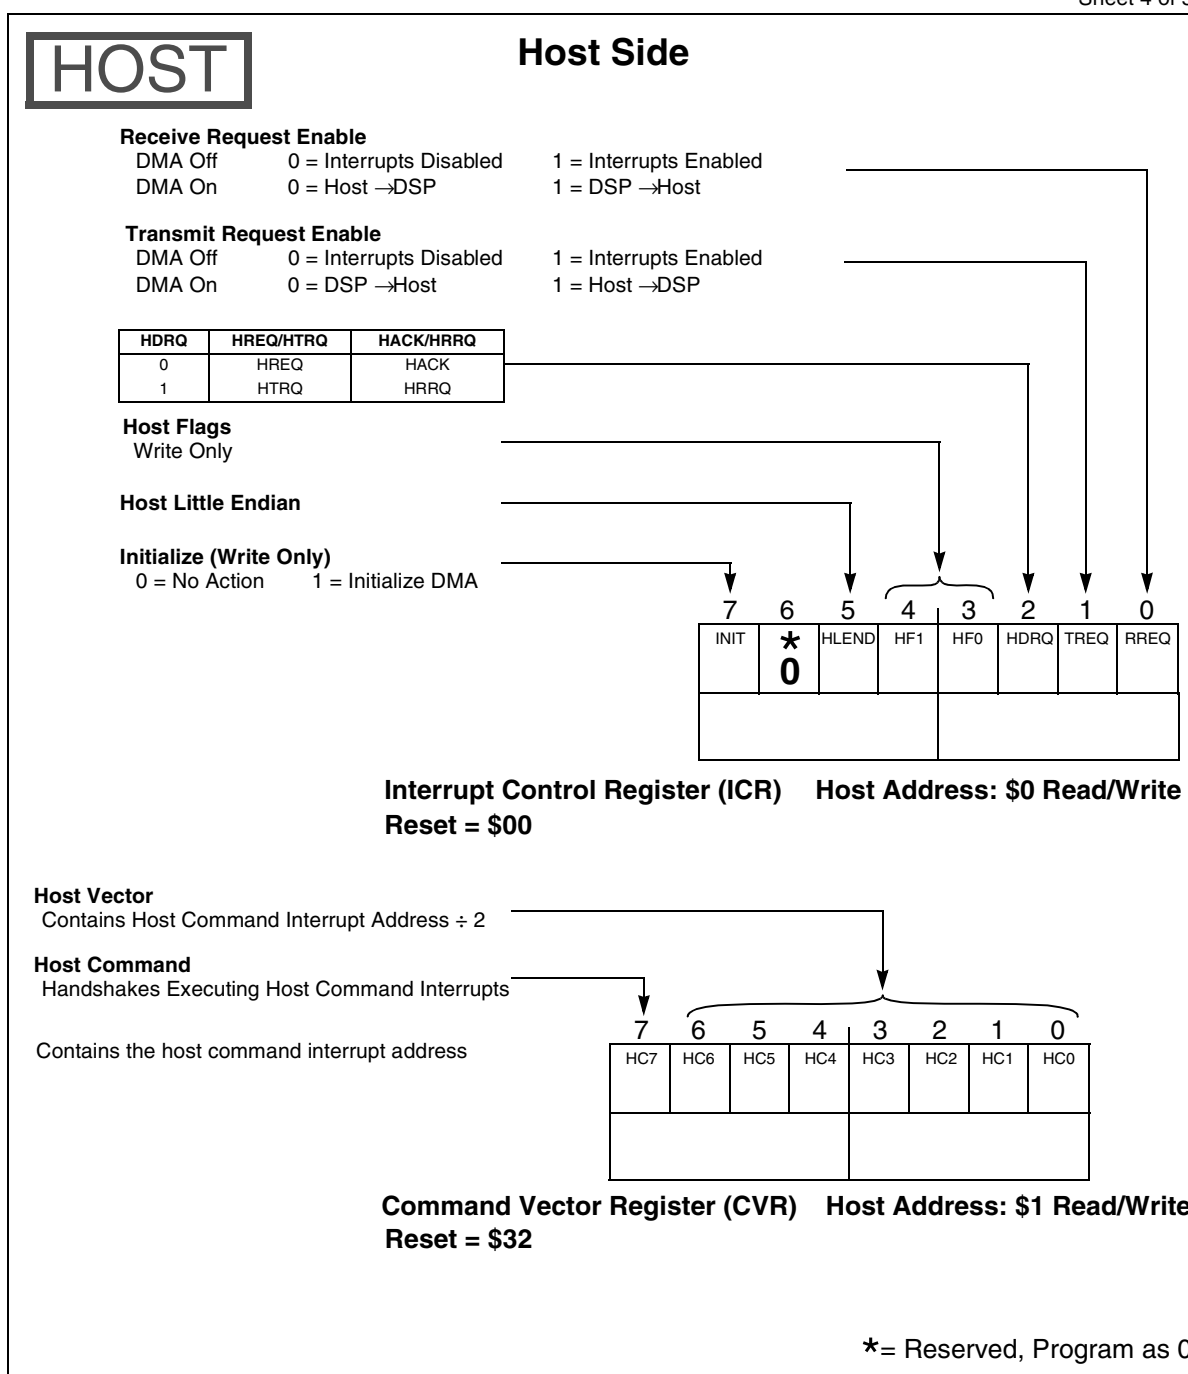 Sheet 4 of 5
HOST
Host Side
Receive Request Enable
DMA Off 0 = Interrupts Disabled 1 = Interrupts Enabled
DMA On 0 = Host →DSP 1 = DSP →Host
Transmit Request Enable
DMA Off 0 = Interrupts Disabled 1 = Interrupts Enabled
DMA On 0 = DSP →Host 1 = Host →DSP
HDRQ HREQ/HTRQ HACK/HRRQ
0 HREQ HACK
1 HTRQ HRRQ
Host Flags
Write Only
Host Little Endian
Initialize (Write Only)
0 = No Action 1 = Initialize DMA
7 6 5 4 3 2 1 0
INIT * HLEND HF1 HF0 HDRQ TREQ RREQ
0
Interrupt Control Register (ICR) Host Address: $0 Read/Write
Reset = $00
Host Vector
Contains Host Command Interrupt Address ÷ 2
Host Command
Handshakes Executing Host Command Interrupts
Contains the host command interrupt address
7 6 5 4 3 2 1 0
HC7 HC6 HC5 HC4 HC3 HC2 HC1 HC0
Command Vector Register (CVR) Host Address: $1 Read/Write
Reset = $32
*= Reserved, Program as 0